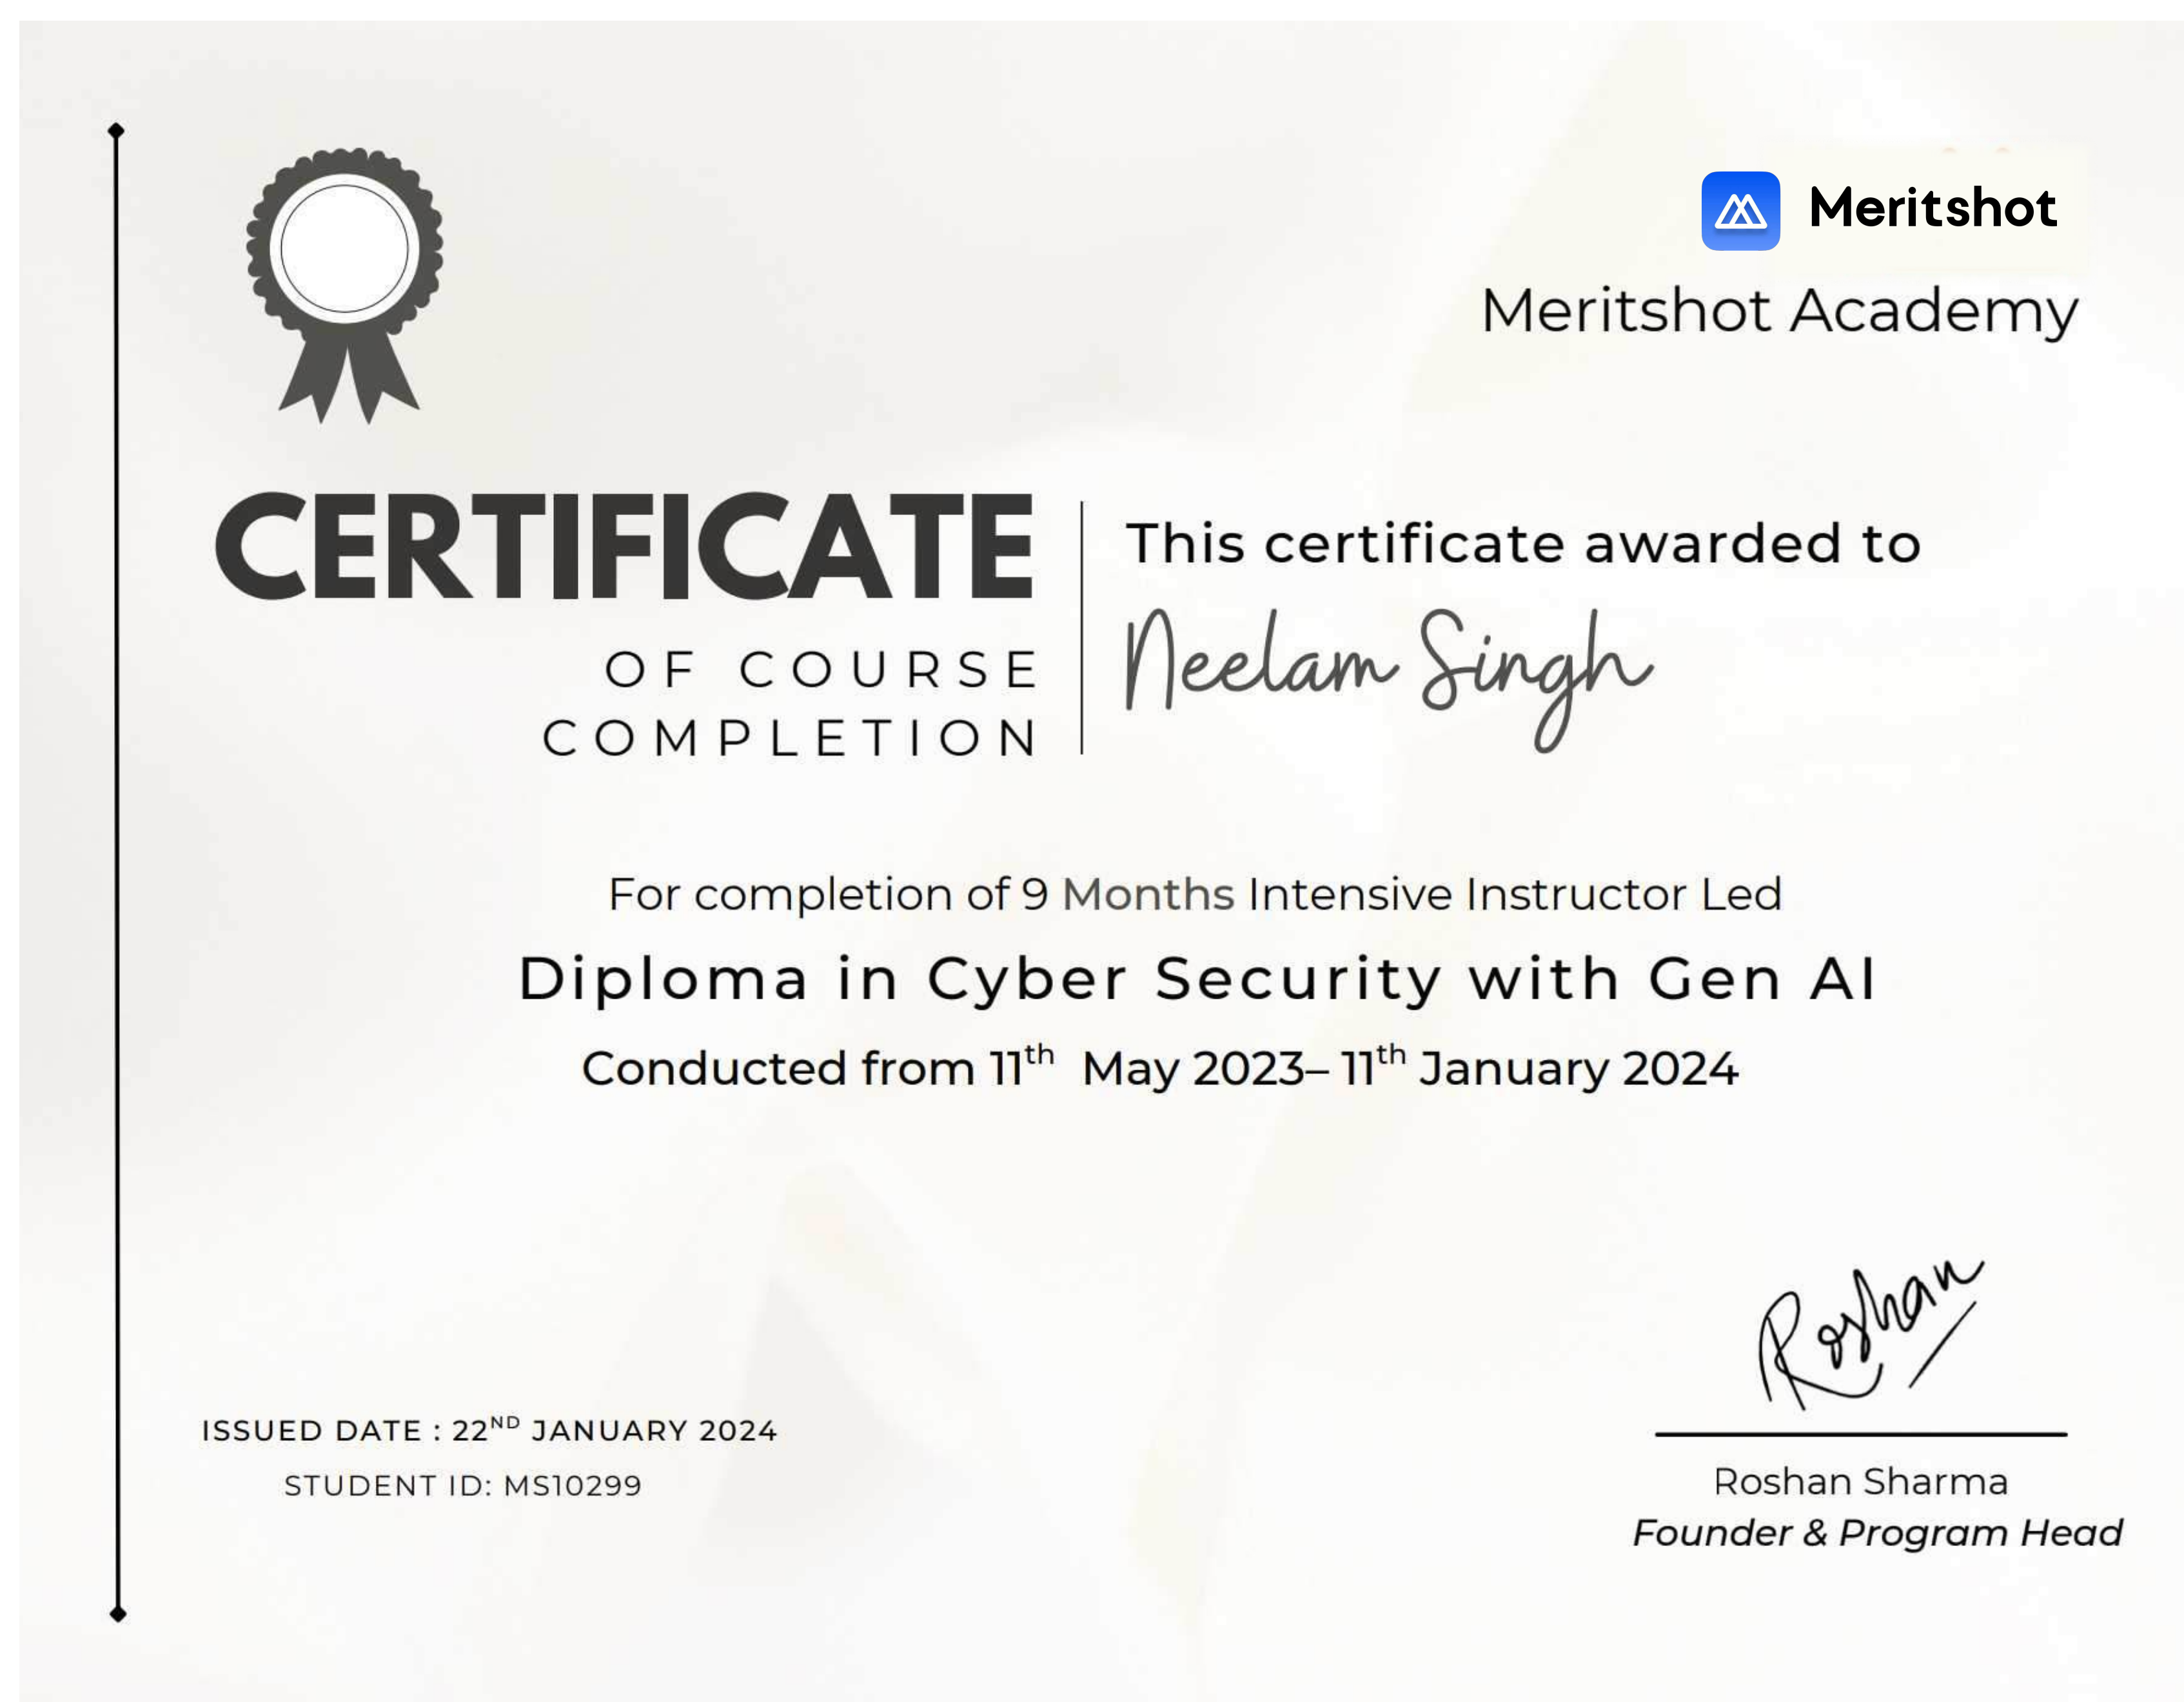 Meritshot
Meritshot Academy
CERTIFICATE
OF COURSE
COMPLETION
This certificate awarded to
Neelam Singh
For completion of 9 Months Intensive Instructor Led
Diploma in Cyber Security with Gen AI
Conducted from 11th May 2023– 11th January 2024
Roshan
ISSUED DATE : 22ND JANUARY 2024
STUDENT ID: MS10299
Roshan Sharma
Founder & Program Head